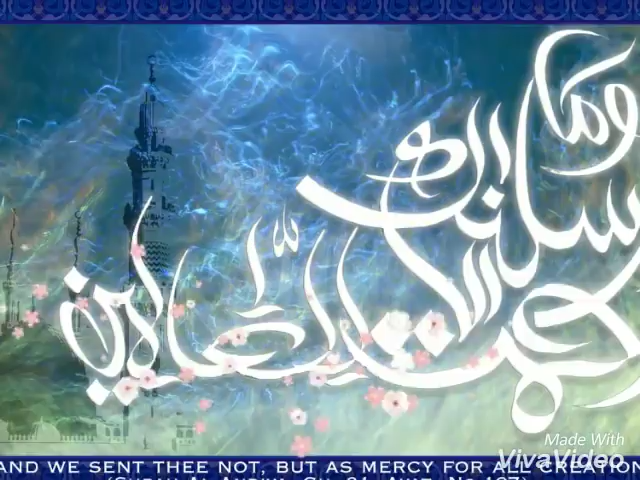 وما أرسلناك إلا رحمة للعالمين
AND WE SENT THEE NOT, BUT AS MERCY FOR ALL CREATION
Made With
VivaVideo